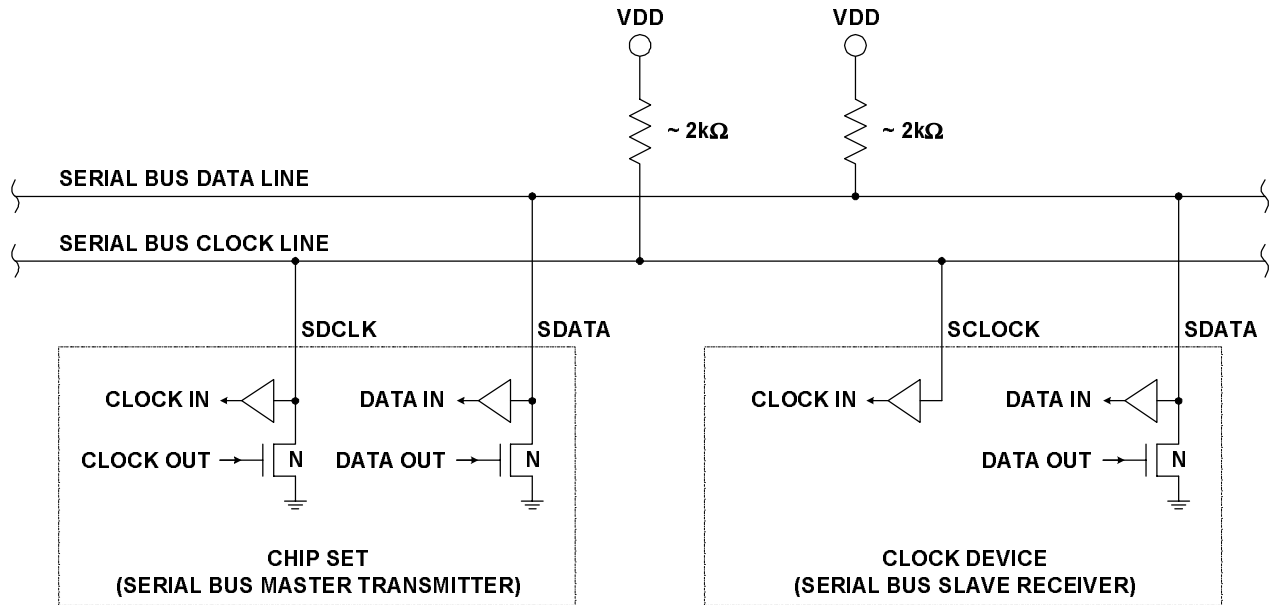 VDD
VDD
~ 2kΩ
~ 2kΩ
SERIAL BUS DATA LINE
SERIAL BUS CLOCK LINE
SDCLK
SDATA
SCLOCK
SDATA
CLOCK IN
DATA IN
CLOCK IN
DATA IN
CLOCK OUT
N
DATA OUT
N
DATA OUT
N
CHIP SET
(SERIAL BUS MASTER TRANSMITTER)
CLOCK DEVICE
(SERIAL BUS SLAVE RECEIVER)